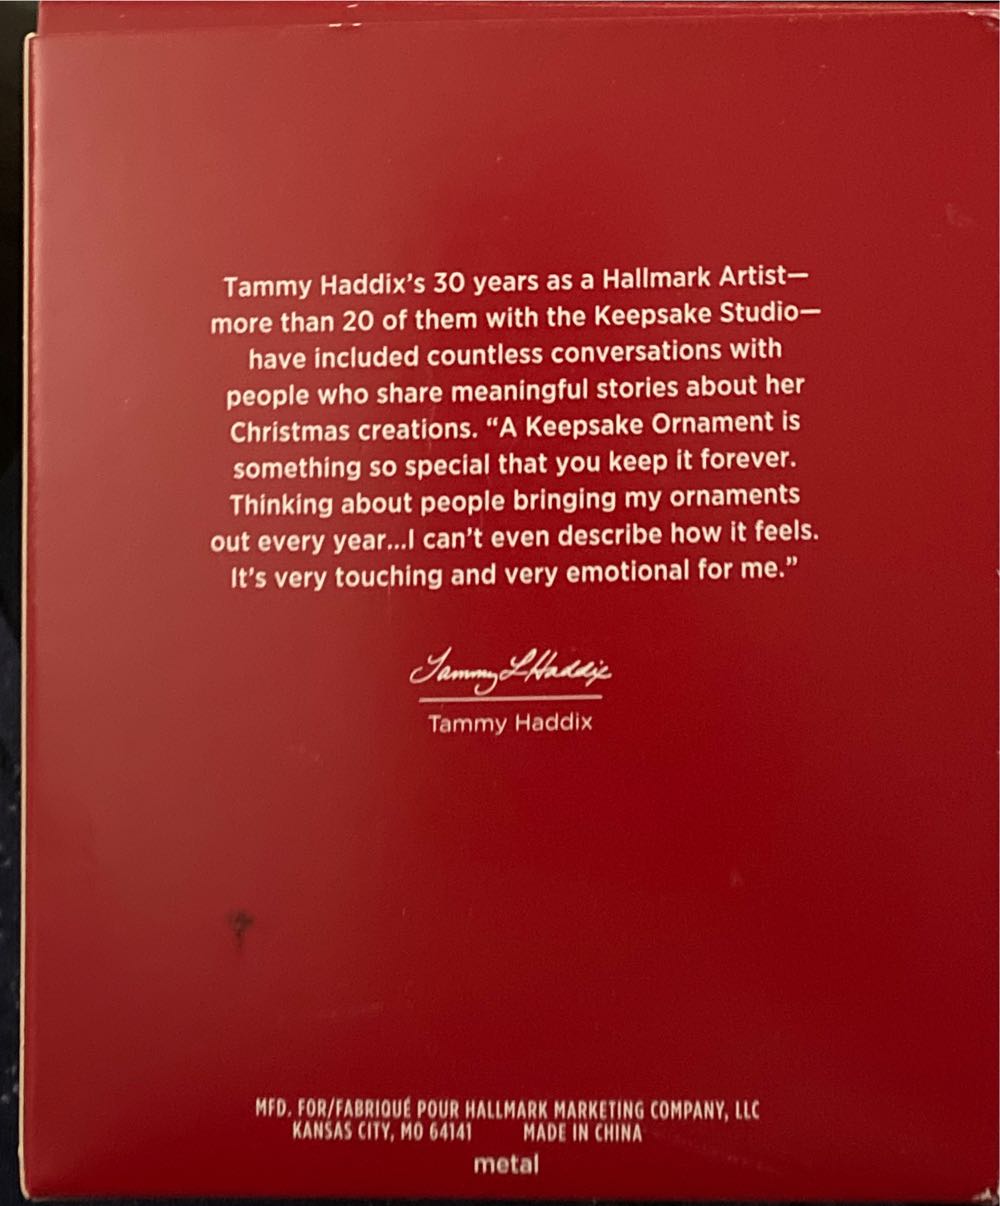 Tammy Haddix's 30 years as a Hallmark Artist—
more than 20 of them with the Keepsake Studio—
have included countless conversations with
people who share meaningful stories about her
Christmas creations. “A Keepsake Ornament is
something so special that you keep it forever.
Thinking about people bringing my ornaments
out every year...I can't even describe how it feels.
It's very touching and very emotional for me.”
Tammy L Haddix
Tammy Haddix
MFD. FOR/FABRIQUÉ POUR HALLMARK MARKETING COMPANY, LLC
KANSAS CITY, MO 64141 MADE IN CHINA
metal